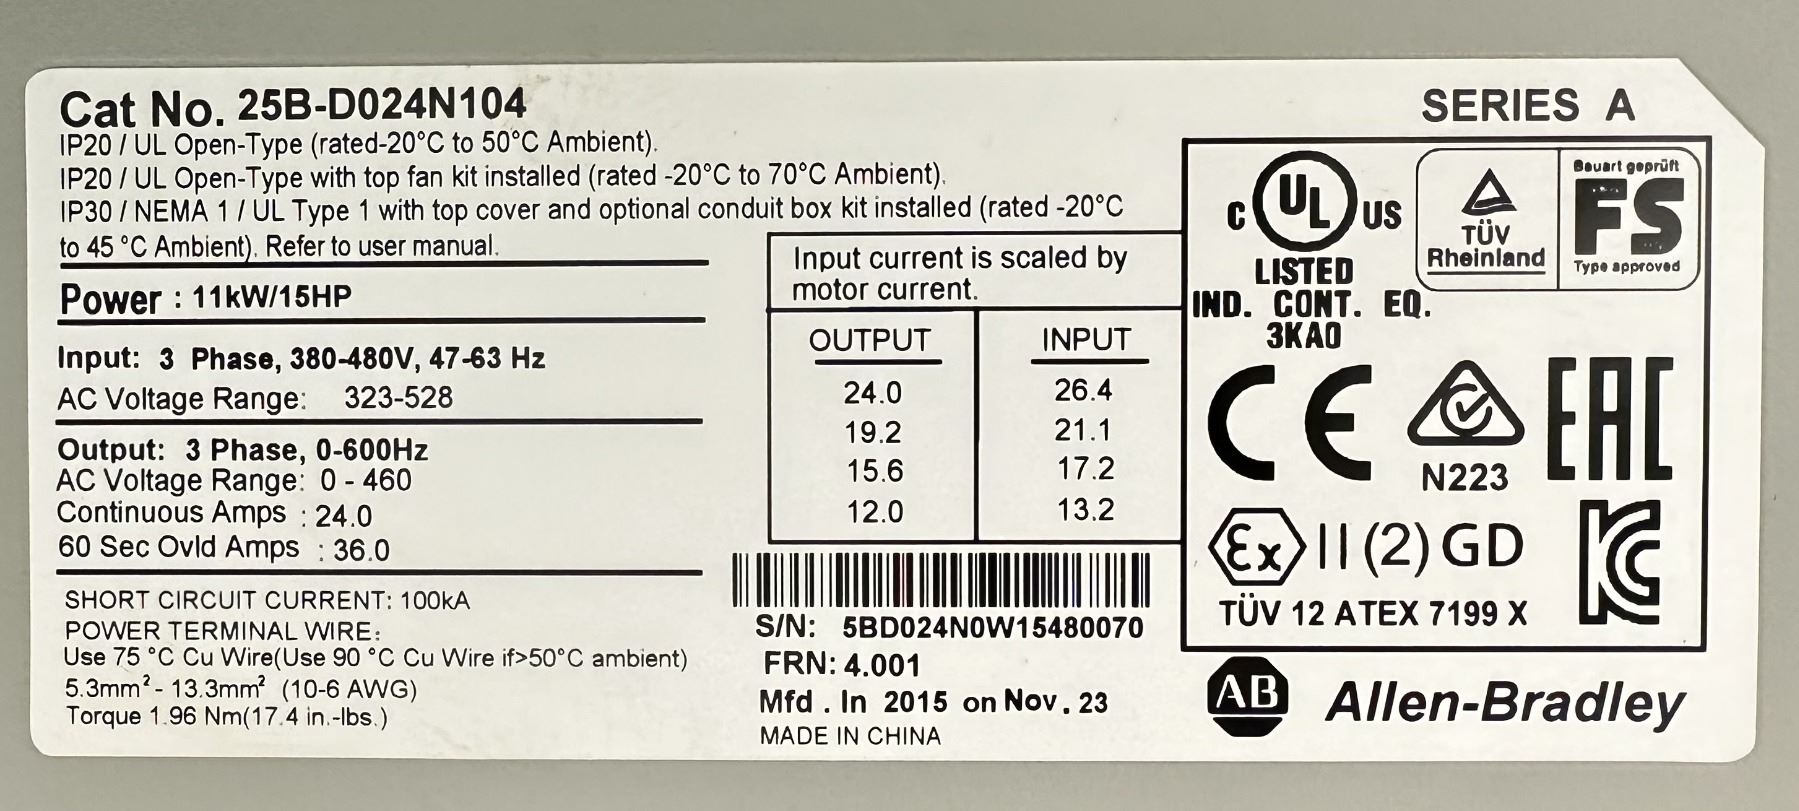 Cat No. 25B-D024N104
SERIES A
IP20 / UL Open-Type (rated-20°C to 50°C Ambient).
IP20 / UL Open-Type with top fan kit installed (rated -20°C to 70°C Ambient).
IP30 / NEMA 1 / UL Type 1 with top cover and optional conduit box kit installed (rated -20°C
to 45 °C Ambient). Refer to user manual.
Power : 11kW/15HP
Input: 3 Phase, 380-480V, 47-63 Hz
AC Voltage Range: 323-528
Output: 3 Phase, 0-600Hz
AC Voltage Range: 0 - 460
Continuous Amps : 24.0
60 Sec Ovld Amps : 36.0
SHORT CIRCUIT CURRENT: 100kA
POWER TERMINAL WIRE:
Use 75 °C Cu Wire(Use 90 °C Cu Wire if>50°C ambient)
5.3mm² - 13.3mm² (10-6 AWG)
Torque 1.96 Nm(17.4 in.-lbs.)
Input current is scaled by
motor current.
OUTPUT INPUT
24.0 26.4
19.2 21.1
15.6 17.2
12.0 13.2
S/N: 5BD024N0W15480070
FRN: 4.001
Mfd . In 2015 on Nov. 23
MADE IN CHINA
C UL US
LISTED
IND. CONT. EQ.
3KA0
TÜV
Rheinland
Bauart geprüft
FS
Type approved
CE
N223
EAC
Ex II (2) GD
KC
TÜV 12 ATEX 7199 X
AB Allen-Bradley